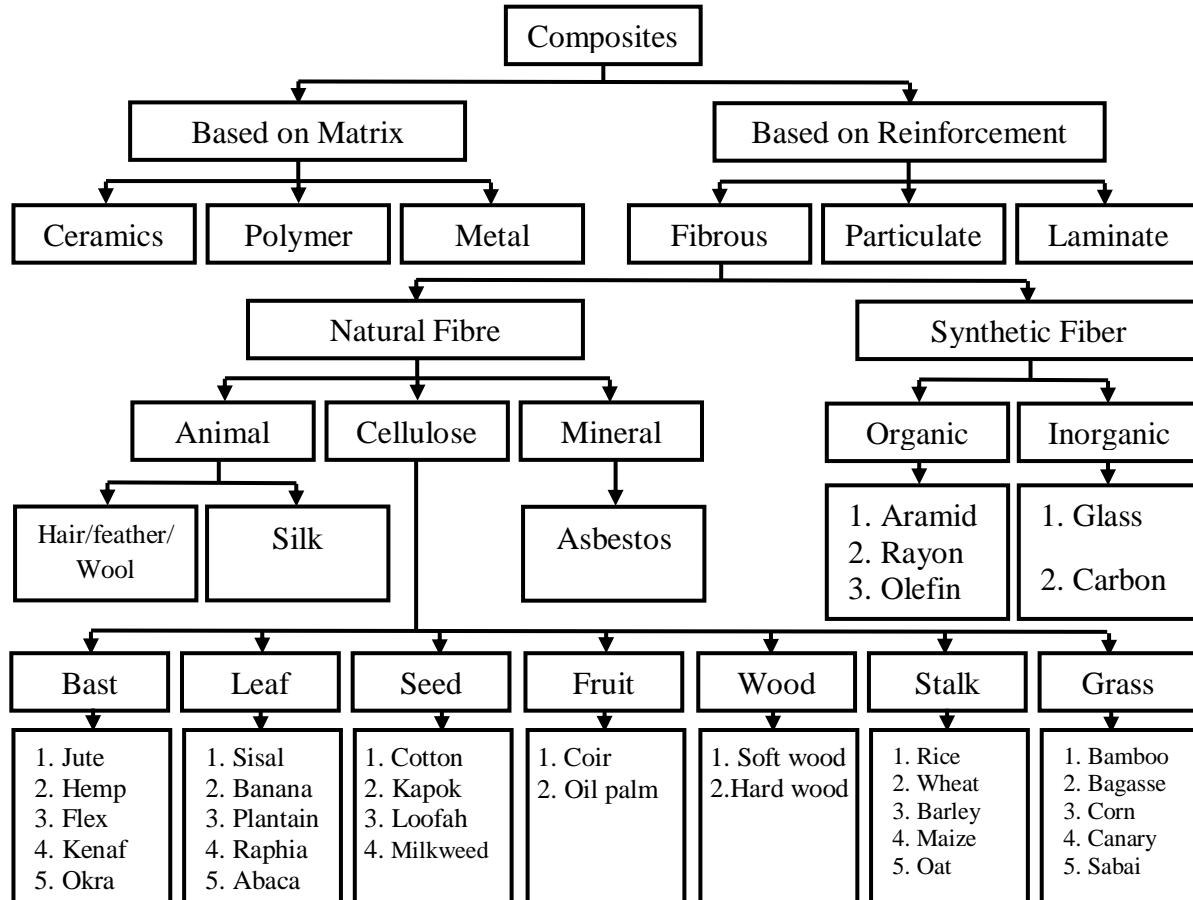 Composites
Based on Matrix
Based on Reinforcement
Ceramics
Polymer
Metal
Fibrous
Particulate
Laminate
Natural Fibre
Synthetic Fiber
Animal
Cellulose
Mineral
Organic
Inorganic
Hair/feather/
Wool
Silk
Asbestos
1. Aramid
2. Rayon
3. Olefin
1. Glass
2. Carbon
Bast
Leaf
Seed
Fruit
Wood
Stalk
Grass
1. Jute
2. Hemp
3. Flex
4. Kenaf
5. Okra
1. Sisal
2. Banana
3. Plantain
4. Raphia
5. Abaca
1. Cotton
2. Kapok
3. Loofah
4. Milkweed
1. Coir
2. Oil palm
1. Soft wood
2.Hard wood
1. Rice
2. Wheat
3. Barley
4. Maize
5. Oat
1. Bamboo
2. Bagasse
3. Corn
4. Canary
5. Sabai